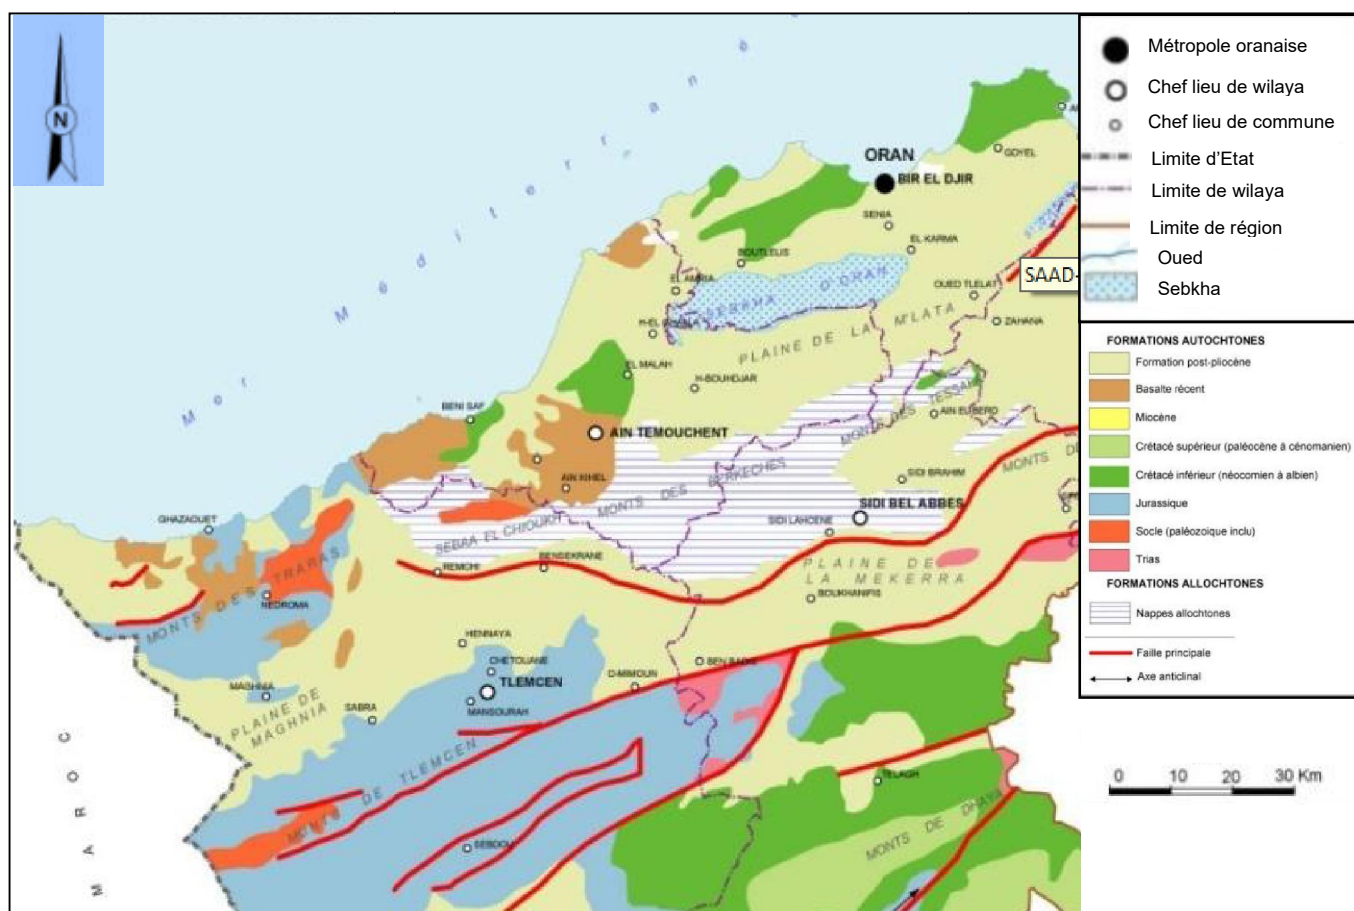 N
Mer Méditerrané
ORAN
BIR EL DJIR
GDYEL
SENIA
EL KARMA
BOUTLELIS
EL AMRIA
SEBKHA D'ORAN
OUED TLELAT
SAAD
ZAHANA
PLAINE DE LA M'LATA
EL MALAH
H-BOUHDJAR
BENI SAF
AIN TEMOUCHENT
MONTS DES TESSALA
AIN EL BERD
AIN KIHEL
MONTS DES BERKECHES
SIDI BRAHIM
MONTS DE
SIDI BEL ABBES
SIDI LAHCENE
GHAZAOUET
SEBAA EL CHIOUKH
BENSEKRANE
REMCHI
PLAINE DE
LA MEKERRA
BOUKHANIFIS
MONTS DES TRARAS
NEDROMA
HENNAYA
CHETOUANE
TLEMCEN
MANSOURAH
O-MIMOUN
BEN BADIS
MAGHNIA
PLAINE DE
MAGHNIA
SABRA
MONTS DE TLEMCEN
SEBDOU
TELAGH
MONTS DE DHAYA
MAROC
Métropole oranaise
Chef lieu de wilaya
Chef lieu de commune
Limite d'Etat
Limite de wilaya
Limite de région
Oued
Sebkha
FORMATIONS AUTOCHTONES
Formation post-pliocène
Basalte récent
Miocène
Crétacé supérieur (paléocène à cénomanien)
Crétacé inférieur (néocomien à albien)
Jurassique
Socle (paléozoique inclu)
Trias
FORMATIONS ALLOCHTONES
Nappes allochtones
Faille principale
Axe anticlinal
0 10 20 30 Km